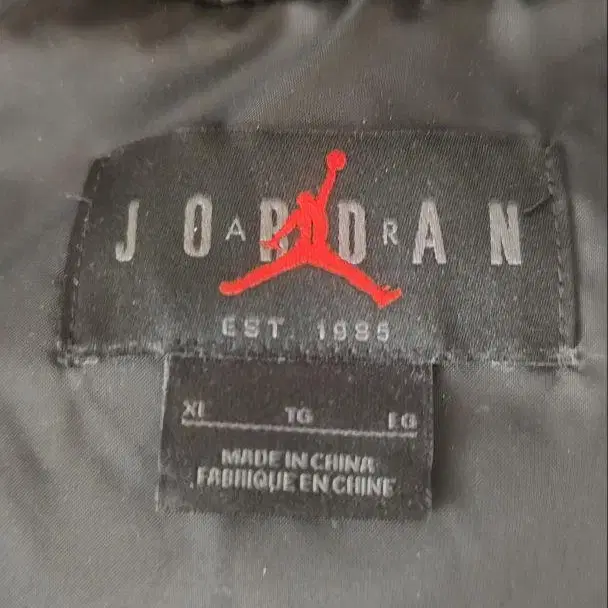 JORDAN
AIR
EST. 1985
XL TG EG
MADE IN CHINA
FABRIQUE EN CHINE